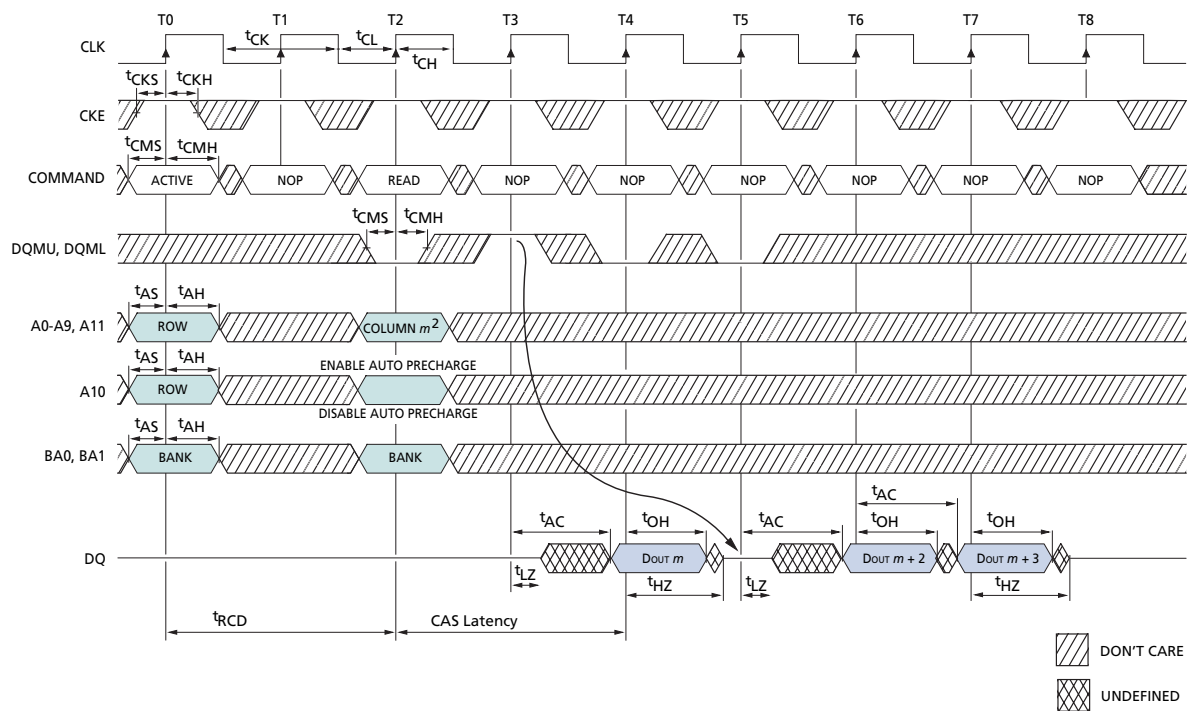 T0 T1 T2 T3 T4 T5 T6 T7 T8
CLK
tCK tCL
tCH
tCKS tCKH
CKE
tCMS tCMH
COMMAND ACTIVE NOP READ NOP NOP NOP NOP NOP NOP
tCMS tCMH
DQMU, DQML
tAS tAH
A0-A9, A11 ROW COLUMN m2
tAS tAH ENABLE AUTO PRECHARGE
A10 ROW
DISABLE AUTO PRECHARGE
tAS tAH
BA0, BA1 BANK BANK
tAC
tAC tOH tAC tOH tOH
DQ DOUT m DOUT m + 2 DOUT m + 3
tLZ tHZ tLZ tHZ
tRCD CAS Latency
DON'T CARE
UNDEFINED